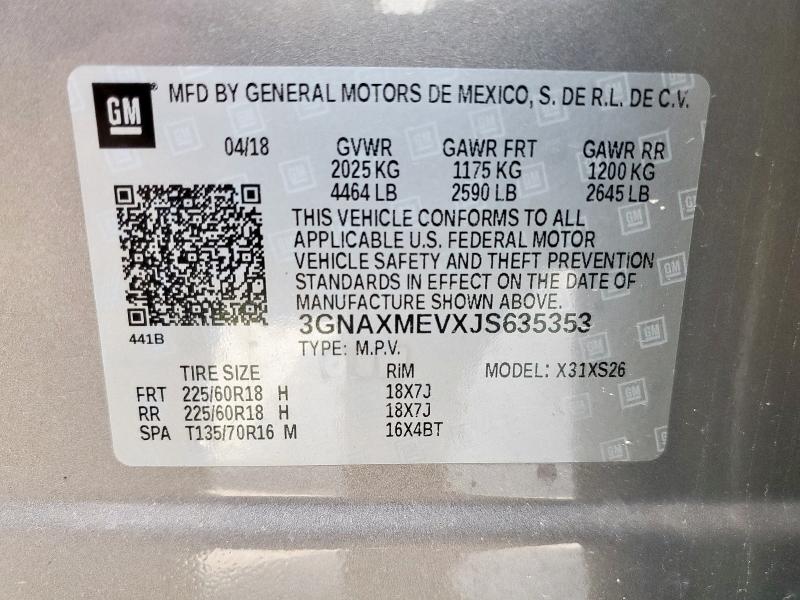 GM MFD BY GENERAL MOTORS DE MEXICO, S. DE R.L. DE C.V.
04/18 GVWR GAWR FRT GAWR RR
2025 KG 1175 KG 1200 KG
4464 LB 2590 LB 2645 LB
THIS VEHICLE CONFORMS TO ALL
APPLICABLE U.S. FEDERAL MOTOR
VEHICLE SAFETY AND THEFT PREVENTION
STANDARDS IN EFFECT ON THE DATE OF
MANUFACTURE SHOWN ABOVE.
3GNAXMEVXJS635353
441B
TYPE: M.P.V.
TIRE SIZE RiM MODEL: X31XS26
FRT 225/60R18 H 18X7J
RR 225/60R18 H 18X7J
SPA T135/70R16 M 16X4BT